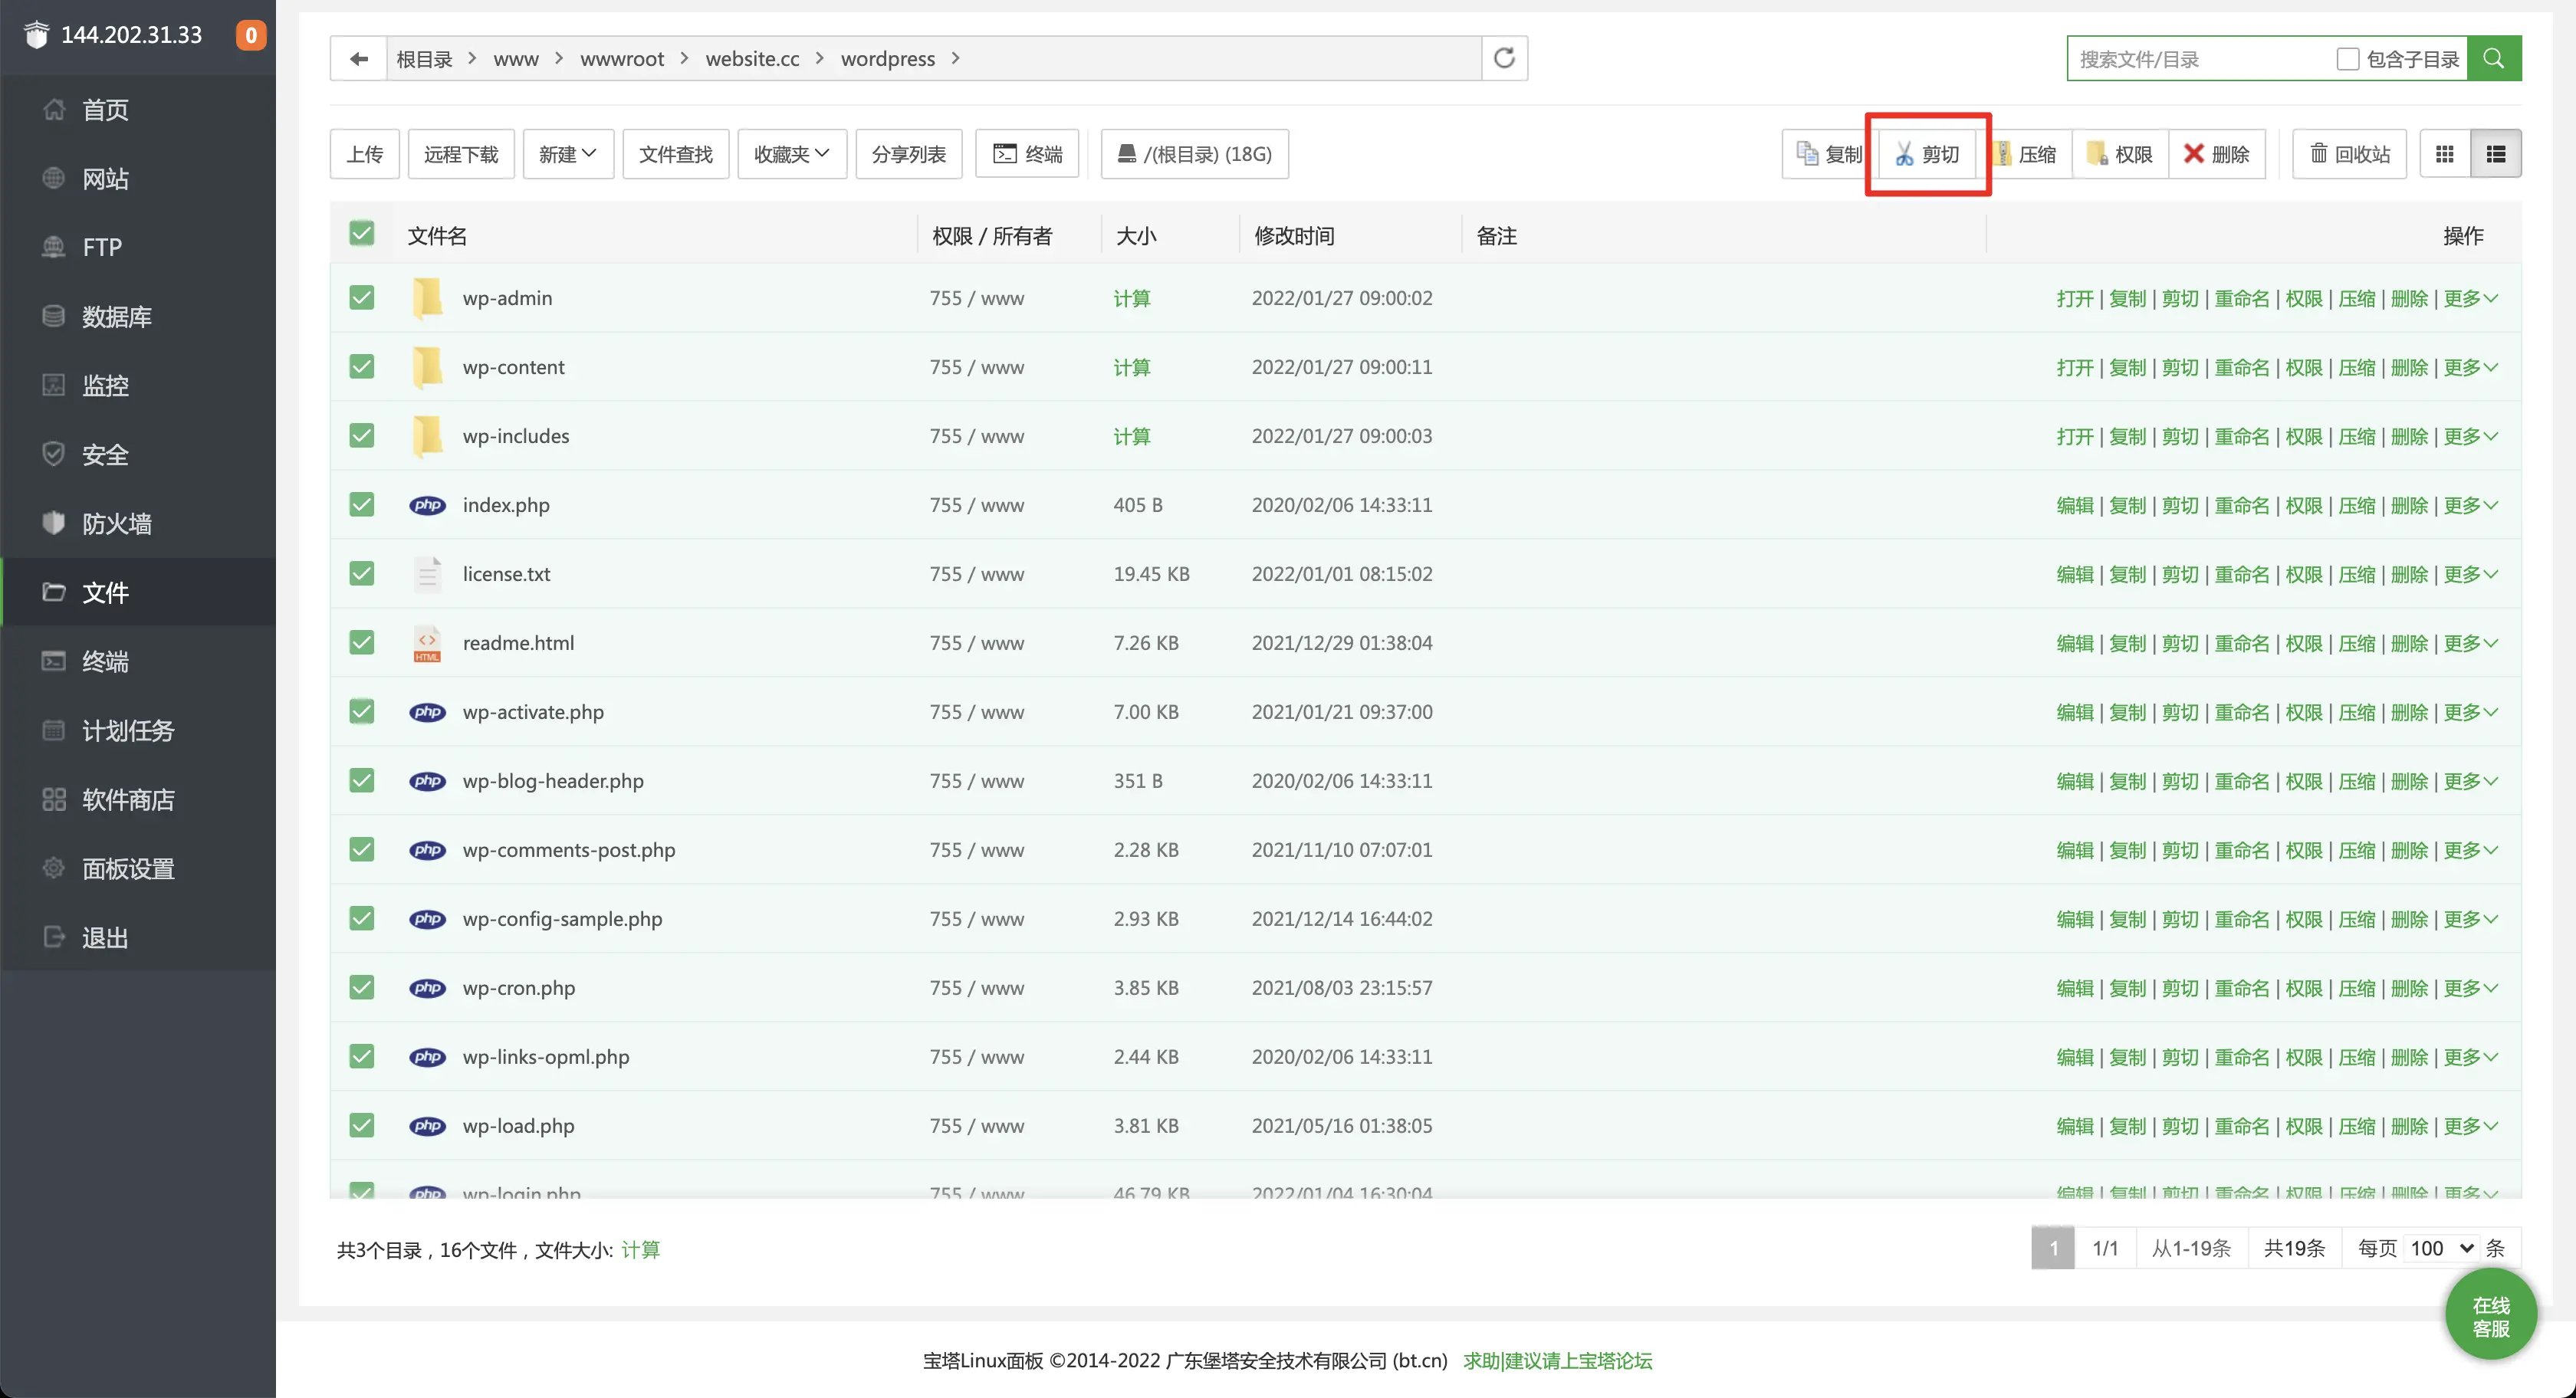 144.202.31.33 0
首页
网站
FTP
数据库
监控
安全
防火墙
文件
终端
计划任务
软件商店
面板设置
退出
根目录 > www > wwwroot > website.cc > wordpress >
搜索文件/目录 包含子目录
上传 远程下载 新建 文件查找 收藏夹 分享列表 终端 /(根目录) (18G) 复制 剪切 压缩 权限 删除 回收站
文件名 权限 / 所有者 大小 修改时间 备注 操作
wp-admin 755 / www 计算 2022/01/27 09:00:02 打开 | 复制 | 剪切 | 重命名 | 权限 | 压缩 | 删除 | 更多
wp-content 755 / www 计算 2022/01/27 09:00:11 打开 | 复制 | 剪切 | 重命名 | 权限 | 压缩 | 删除 | 更多
wp-includes 755 / www 计算 2022/01/27 09:00:03 打开 | 复制 | 剪切 | 重命名 | 权限 | 压缩 | 删除 | 更多
php index.php 755 / www 405 B 2020/02/06 14:33:11 编辑 | 复制 | 剪切 | 重命名 | 权限 | 压缩 | 删除 | 更多
license.txt 755 / www 19.45 KB 2022/01/01 08:15:02 编辑 | 复制 | 剪切 | 重命名 | 权限 | 压缩 | 删除 | 更多
HTML readme.html 755 / www 7.26 KB 2021/12/29 01:38:04 编辑 | 复制 | 剪切 | 重命名 | 权限 | 压缩 | 删除 | 更多
php wp-activate.php 755 / www 7.00 KB 2021/01/21 09:37:00 编辑 | 复制 | 剪切 | 重命名 | 权限 | 压缩 | 删除 | 更多
php wp-blog-header.php 755 / www 351 B 2020/02/06 14:33:11 编辑 | 复制 | 剪切 | 重命名 | 权限 | 压缩 | 删除 | 更多
php wp-comments-post.php 755 / www 2.28 KB 2021/11/10 07:07:01 编辑 | 复制 | 剪切 | 重命名 | 权限 | 压缩 | 删除 | 更多
php wp-config-sample.php 755 / www 2.93 KB 2021/12/14 16:44:02 编辑 | 复制 | 剪切 | 重命名 | 权限 | 压缩 | 删除 | 更多
php wp-cron.php 755 / www 3.85 KB 2021/08/03 23:15:57 编辑 | 复制 | 剪切 | 重命名 | 权限 | 压缩 | 删除 | 更多
php wp-links-opml.php 755 / www 2.44 KB 2020/02/06 14:33:11 编辑 | 复制 | 剪切 | 重命名 | 权限 | 压缩 | 删除 | 更多
php wp-load.php 755 / www 3.81 KB 2021/05/16 01:38:05 编辑 | 复制 | 剪切 | 重命名 | 权限 | 压缩 | 删除 | 更多
php wp-login.php 755 / www 46.79 KB 2022/01/04 16:30:04 编辑 | 复制 | 剪切 | 重命名 | 权限 | 压缩 | 删除 | 更多
共3个目录，16个文件，文件大小: 计算 1 1/1 从1-19条 共19条 每页 100 条
在线
客服
宝塔Linux面板 ©2014-2022 广东堡塔安全技术有限公司 (bt.cn) 求助|建议请上宝塔论坛